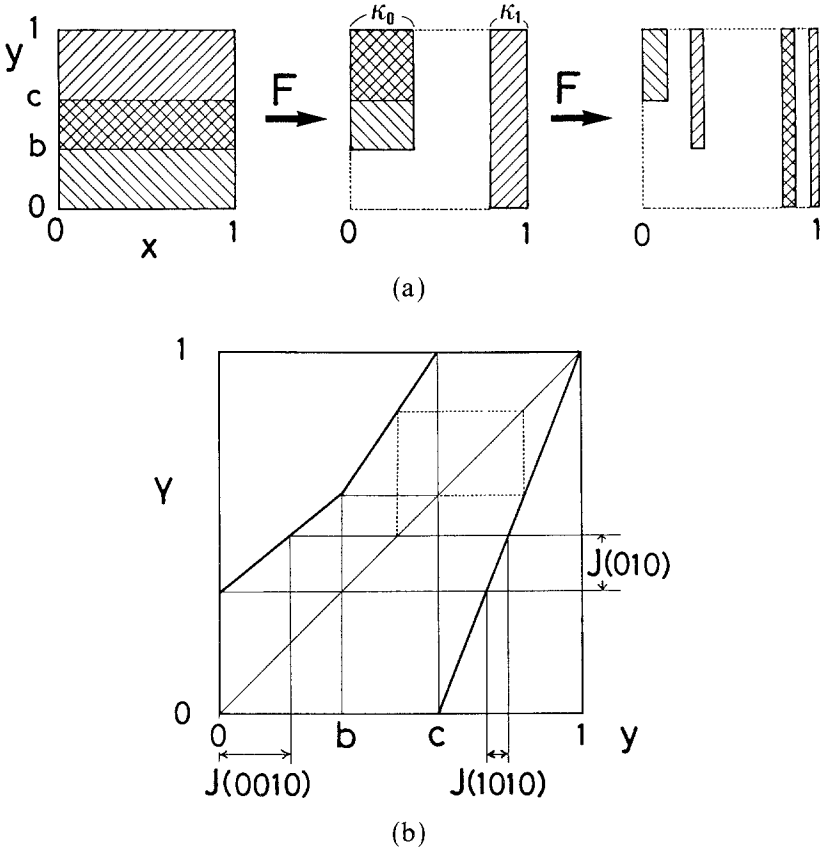 κ₀ κ₁
1
y
c
b
0
F F
0 1 0 1 0 1
x
(a)
1
Y
J(010)
0
0 b c 1 y
J(0010) J(1010)
(b)